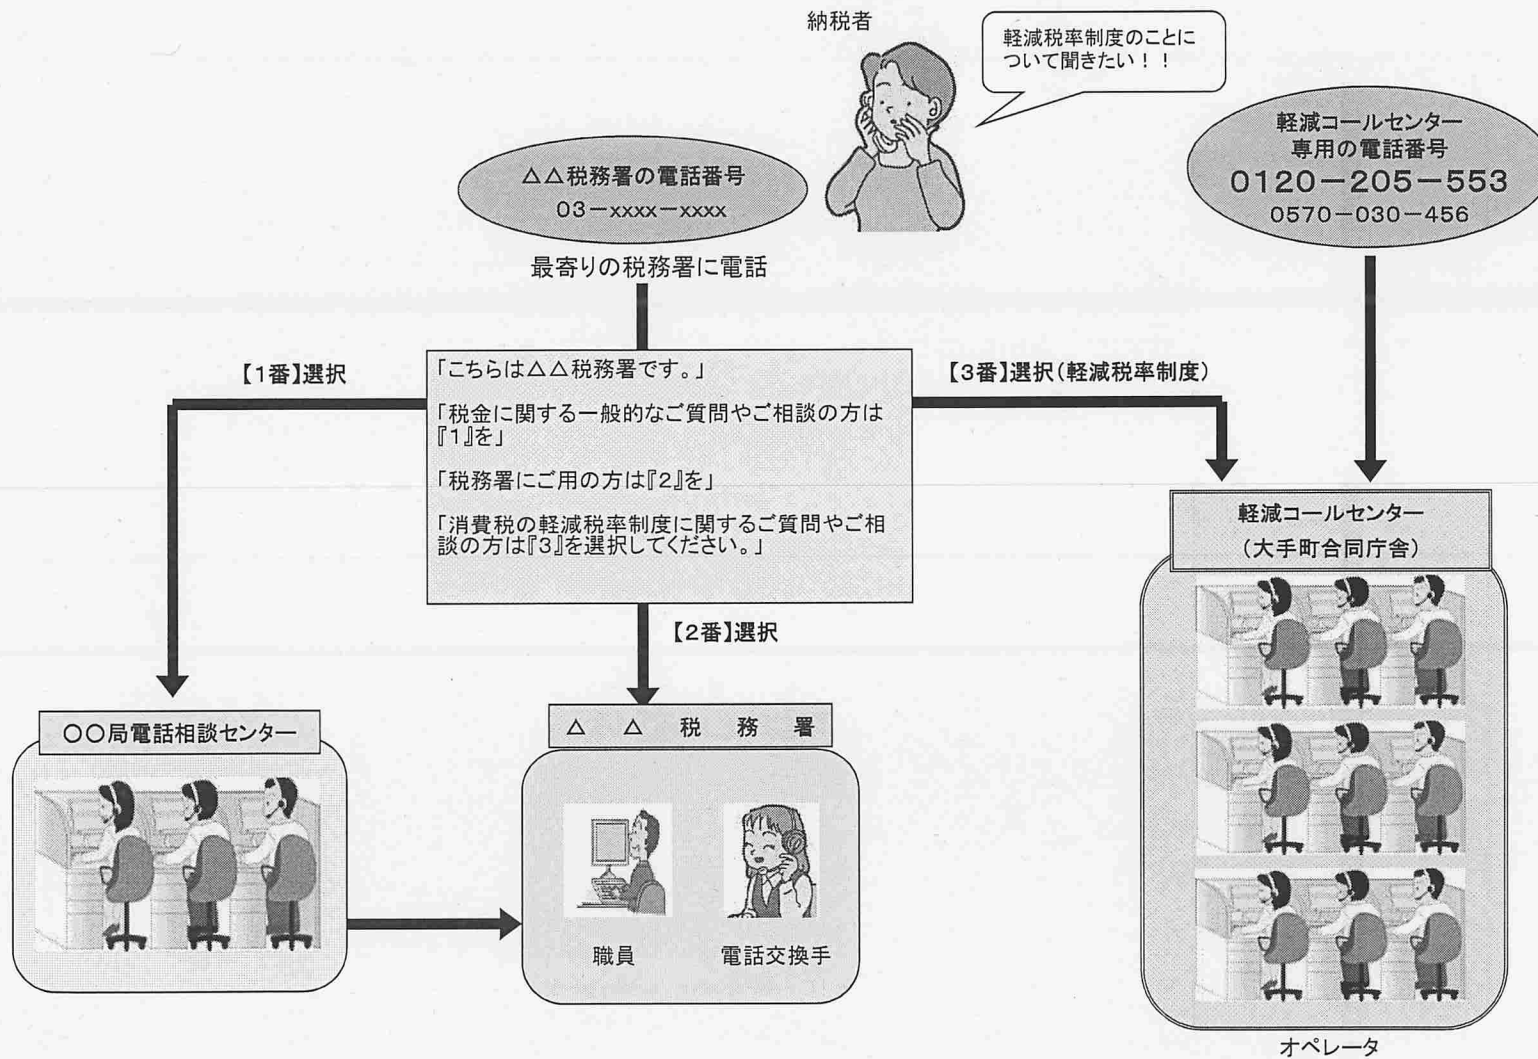 納税者
軽減税率制度のことに
ついて聞きたい！！
△△税務署の電話番号
03－xxxx－xxxx
軽減コールセンター
専用の電話番号
0120－205－553
0570－030－456
最寄りの税務署に電話
【1番】選択
「こちらは△△税務署です。」
「税金に関する一般的なご質問やご相談の方は
『1』を」
「税務署にご用の方は『2』を」
「消費税の軽減税率制度に関するご質問やご相
談の方は『3』を選択してください。」
【3番】選択（軽減税率制度）
【2番】選択
軽減コールセンター
（大手町合同庁舎）
〇〇局電話相談センター
△　△　税　務　署
職員
電話交換手
オペレータ